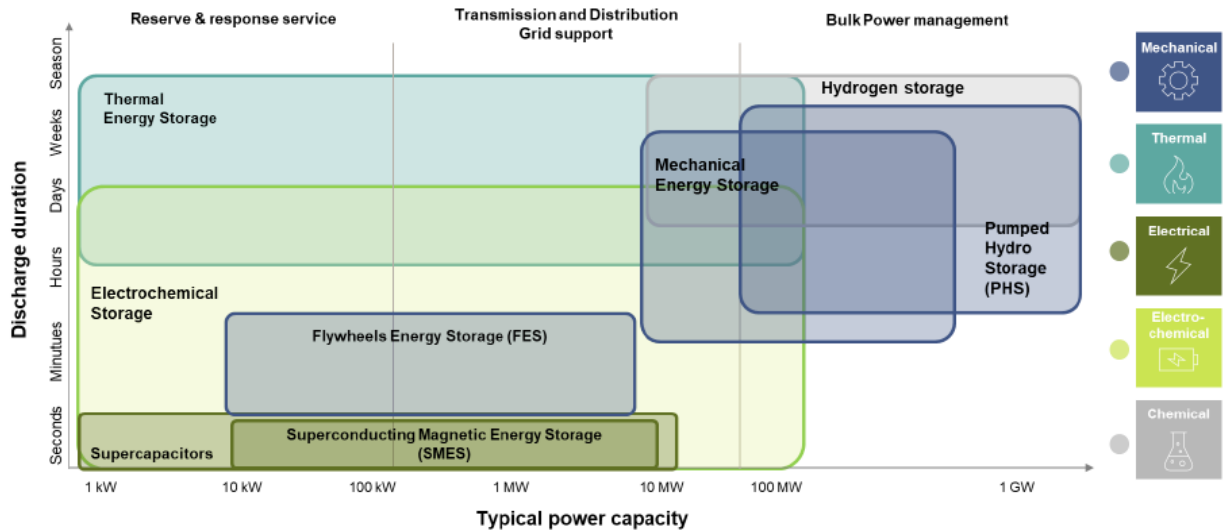 Reserve & response service
Transmission and Distribution
Grid support
Bulk Power management
Discharge duration
Season
Weeks
Days
Hours
Minutues
Seconds
Thermal
Energy Storage
Hydrogen storage
Mechanical
Energy Storage
Pumped
Hydro
Storage
(PHS)
Electrochemical
Storage
Flywheels Energy Storage (FES)
Superconducting Magnetic Energy Storage
(SMES)
Supercapacitors
1 kW
10 kW
100 kW
1 MW
10 MW
100 MW
1 GW
Typical power capacity
Mechanical
Thermal
Electrical
Electro-
chemical
Chemical